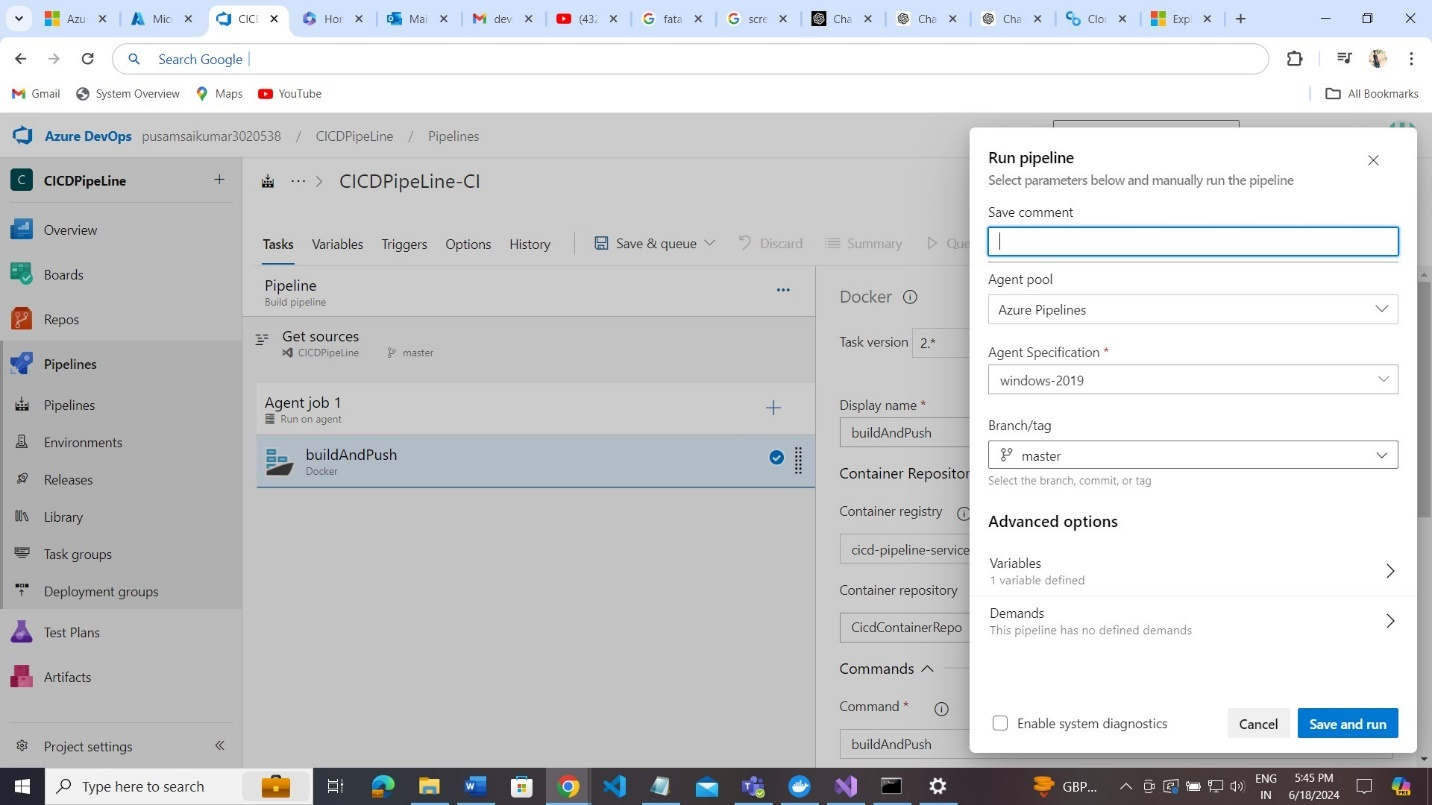 Azu
Mic
CICD
Hor
Mai
dev
(432
fata
scre
Cha
Cha
Cha
Clo
Expl
Search Google
Gmail
System Overview
Maps
YouTube
All Bookmarks
Azure DevOps pusamsaikumar3020538 / CICDPipeLine / Pipelines
C CICDPipeLine
Overview
Boards
Repos
Pipelines
Pipelines
Environments
Releases
Library
Task groups
Deployment groups
Test Plans
Artifacts
Project settings
··· > CICDPipeLine-CI
Tasks Variables Triggers Options History Save & queue Discard Summary Que
Pipeline
Build pipeline
Get sources
CICDPipeLine master
Agent job 1
Run on agent
buildAndPush
Docker
Docker
Task version 2.*
Display name *
buildAndPush
Container Repositor
Container registry
cicd-pipeline-service
Container repository
CicdContainerRepo
Commands
Command *
buildAndPush
Run pipeline
Select parameters below and manually run the pipeline
Save comment
Agent pool
Azure Pipelines
Agent Specification *
windows-2019
Branch/tag
master
Select the branch, commit, or tag
Advanced options
Variables
1 variable defined
Demands
This pipeline has no defined demands
Enable system diagnostics
Cancel
Save and run
Type here to search
GBP...
ENG
IN
5:45 PM
6/18/2024